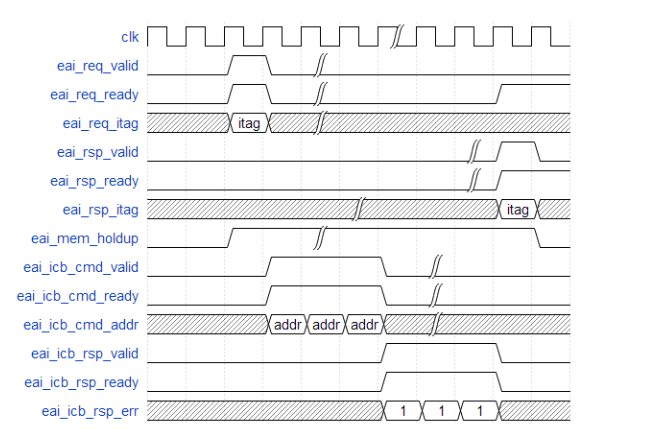 clk
eai_req_valid
eai_req_ready
eai_req_itag itag
eai_rsp_valid
eai_rsp_ready
eai_rsp_itag itag
eai_mem_holdup
eai_icb_cmd_valid
eai_icb_cmd_ready
eai_icb_cmd_addr addr addr addr
eai_icb_rsp_valid
eai_icb_rsp_ready
eai_icb_rsp_err 1 1 1